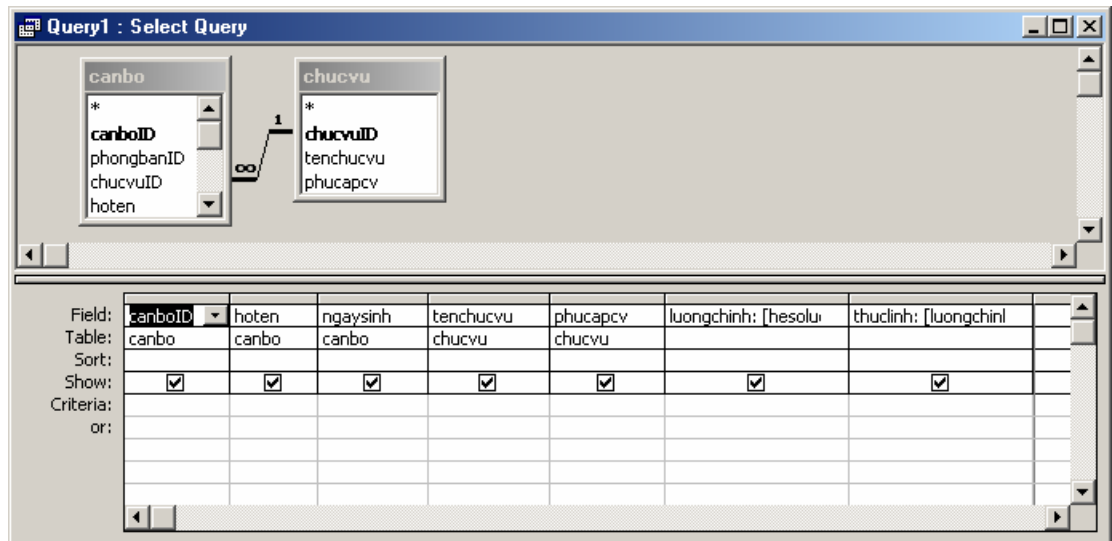 Query1 : Select Query
canbo
*
canboID
phongbanID
chucvuID
hoten
∞
1
chucvu
*
chucvuID
tenchucvu
phucapcv
Field: canboID hoten ngaysinh tenchucvu phucapcv luongchinh: [hesolu thuclinh: [luongchinl
Table: canbo canbo canbo chucvu chucvu
Sort:
Show:
Criteria:
or: